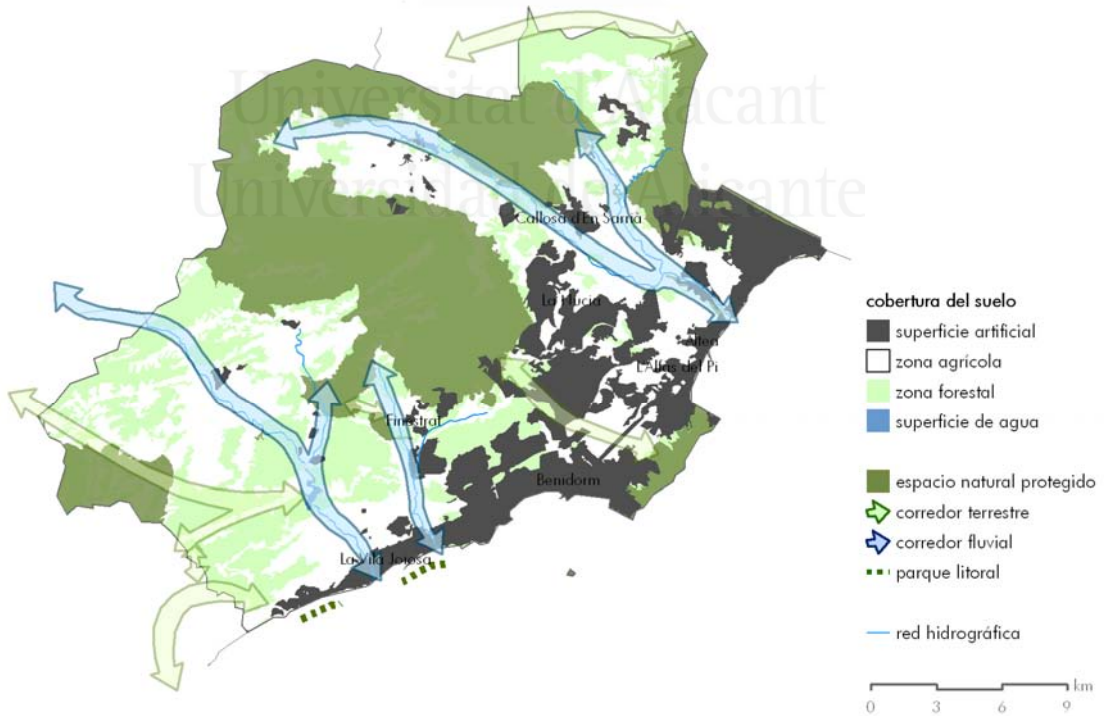 Universitat d'Alacant
Universidad de Alicante
Callosa d'En Sarrià
La Nucia
Altea
L'Alfàs del Pi
Finestrat
Benidorm
La Vila Joiosa
cobertura del suelo
superficie artificial
zona agrícola
zona forestal
superficie de agua
espacio natural protegido
corredor terrestre
corredor fluvial
parque litoral
red hidrográfica
km
0 3 6 9